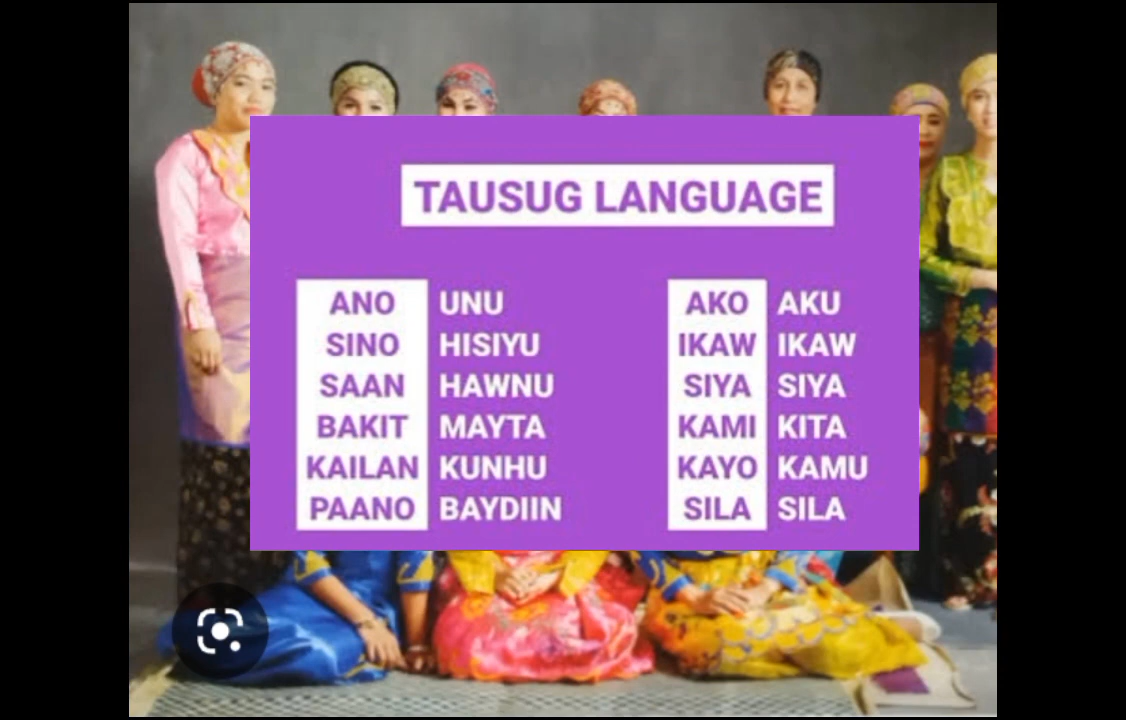 TAUSUG LANGUAGE
ANO UNU
SINO HISIYU
SAAN HAWNU
BAKIT MAYTA
KAILAN KUNHU
PAANO BAYDIIN
AKO AKU
IKAW IKAW
SIYA SIYA
KAMI KITA
KAYO KAMU
SILA SILA